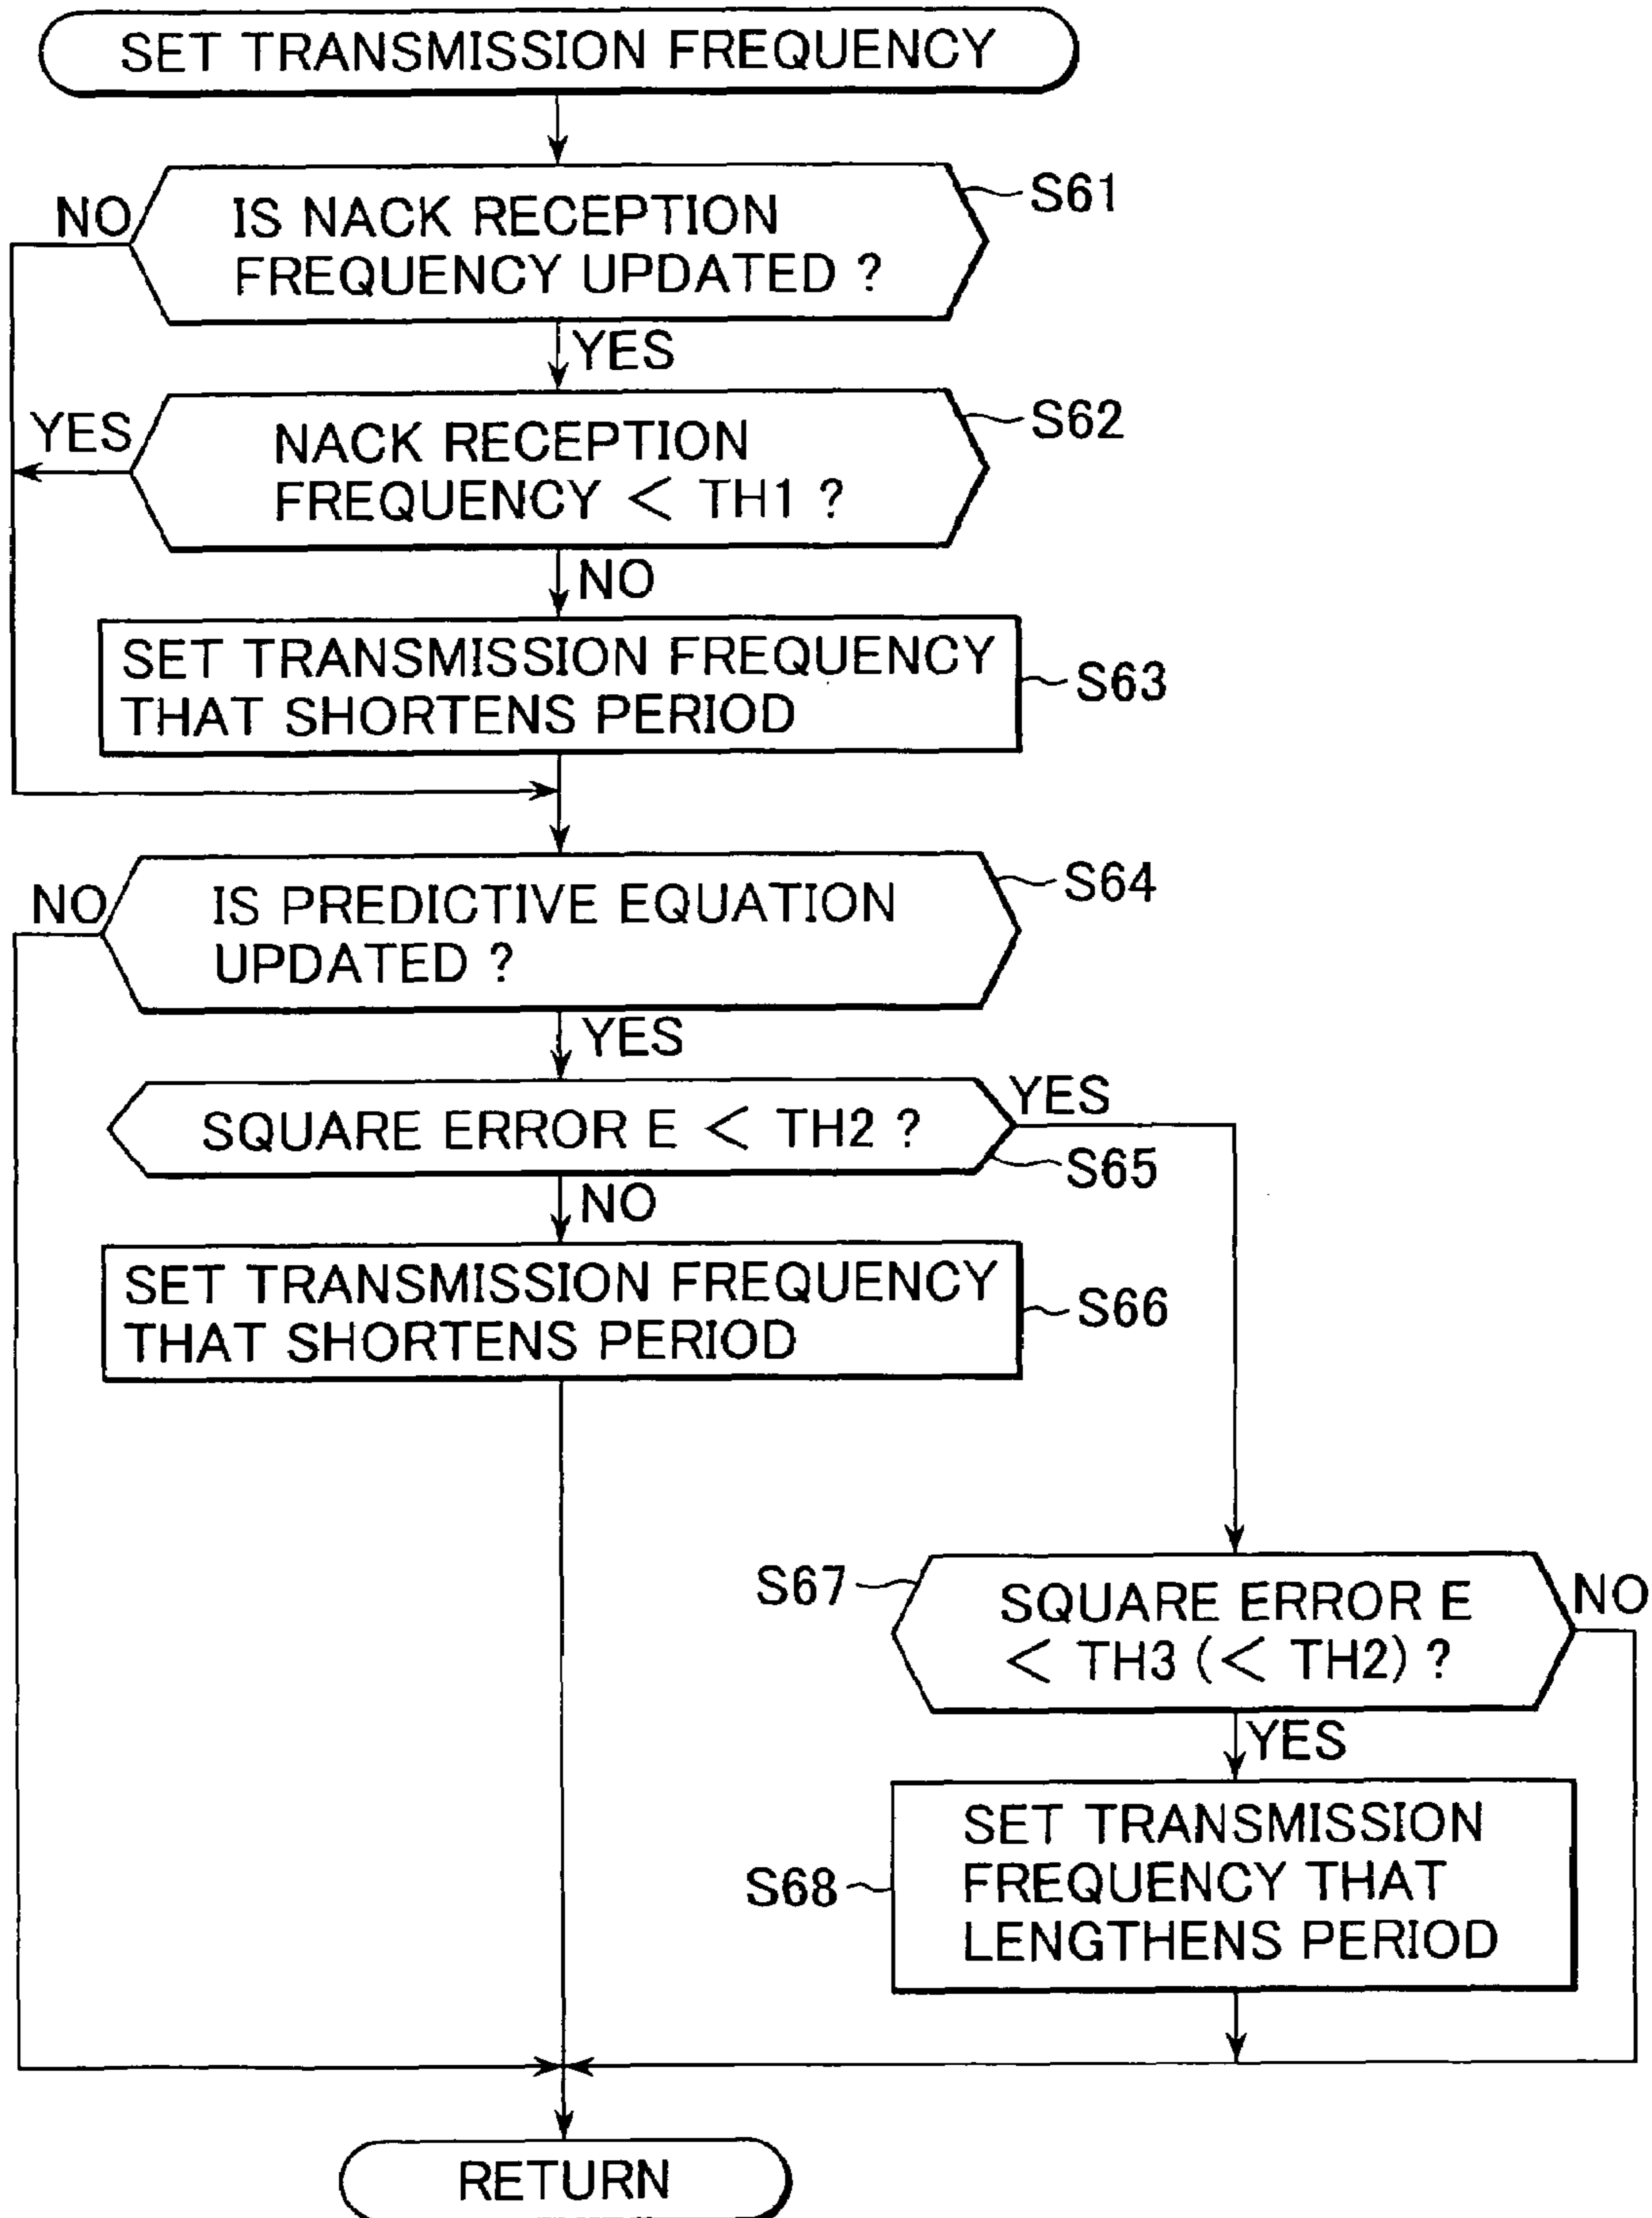 SET TRANSMISSION FREQUENCY
S61
NO
IS NACK RECEPTION
FREQUENCY UPDATED ?
YES
S62
YES
NACK RECEPTION
FREQUENCY < TH1 ?
NO
SET TRANSMISSION FREQUENCY
THAT SHORTENS PERIOD
S63
S64
NO
IS PREDICTIVE EQUATION
UPDATED ?
YES
YES
SQUARE ERROR E < TH2 ?
S65
NO
SET TRANSMISSION FREQUENCY
THAT SHORTENS PERIOD
S66
S67
NO
SQUARE ERROR E
< TH3 (< TH2) ?
YES
SET TRANSMISSION
FREQUENCY THAT
LENGTHENS PERIOD
S68
RETURN